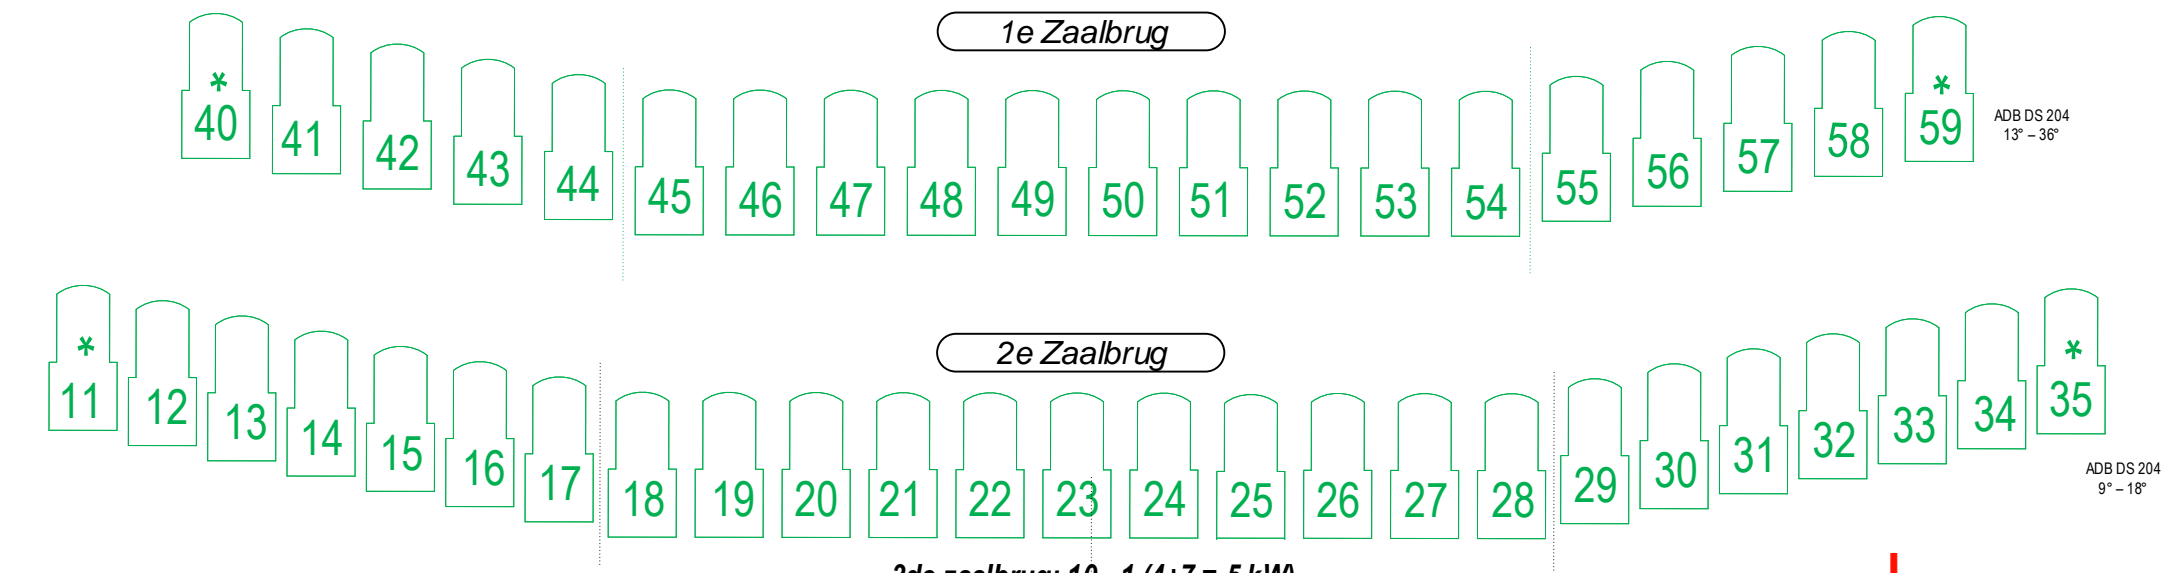 1e Zaalbrug
* *
40 41 42 43 44 45 46 47 48 49 50 51 52 53 54 55 56 57 58 59
ADB DS 204
13° – 36°
2e Zaalbrug
* *
11 12 13 14 15 16 17 18 19 20 21 22 23 24 25 26 27 28 29 30 31 32 33 34 35
ADB DS 204
9° – 18°
zaalbrug: 10